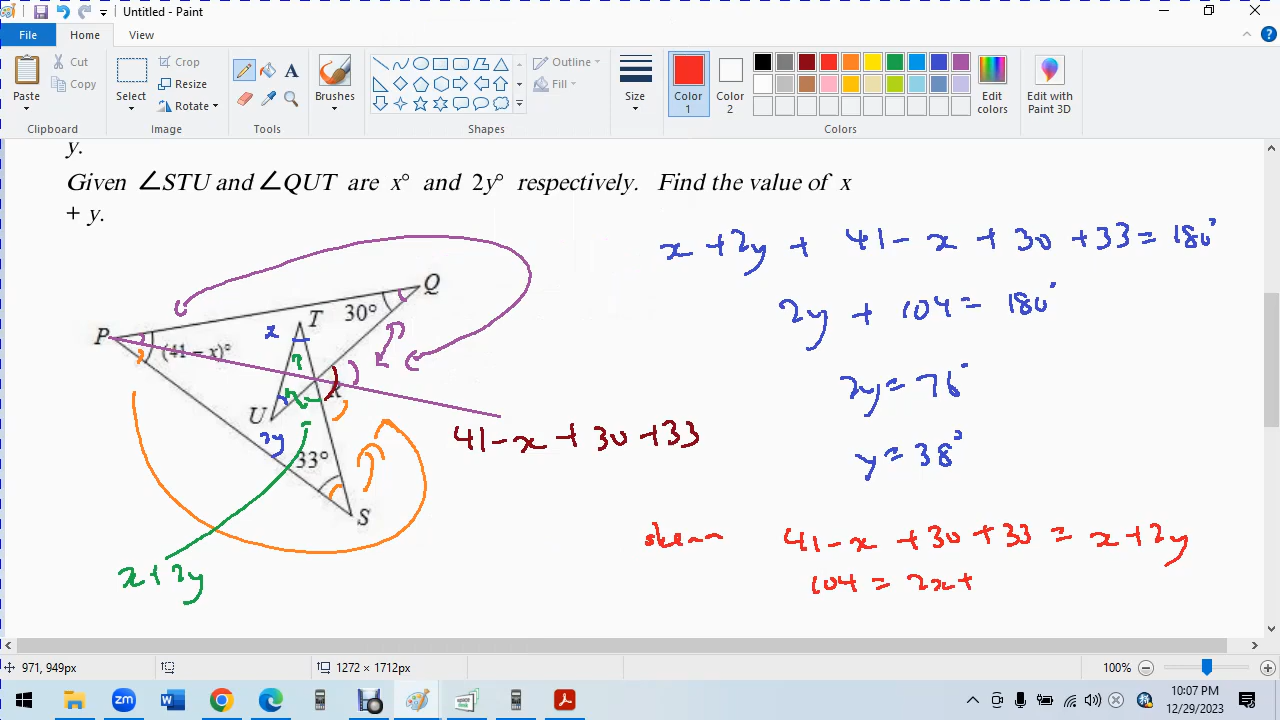 Untitled - Paint
File Home View
Paste Cut Copy Clipboard
Select Crop Resize Rotate Image
Tools
Brushes
Shapes Outline Fill
Size
Color 1 Color 2 Edit colors Colors
Edit with Paint 3D
y.
Given ∠STU and ∠QUT are x° and 2y° respectively. Find the value of x
+ y.
x + 2y + 41 - x + 30 + 33 = 180°
2y + 104 = 180°
2y = 76°
y = 38°
Q
30°
T
x
P
(41 - x)°
U
2y
33°
S
41 - x + 30 + 33
x + 2y
41 - x + 30 + 33 = x + 2y
104 = 2x +
971, 949px
1272 × 1712px
100%
zm
10:07 PM
12/29/2023